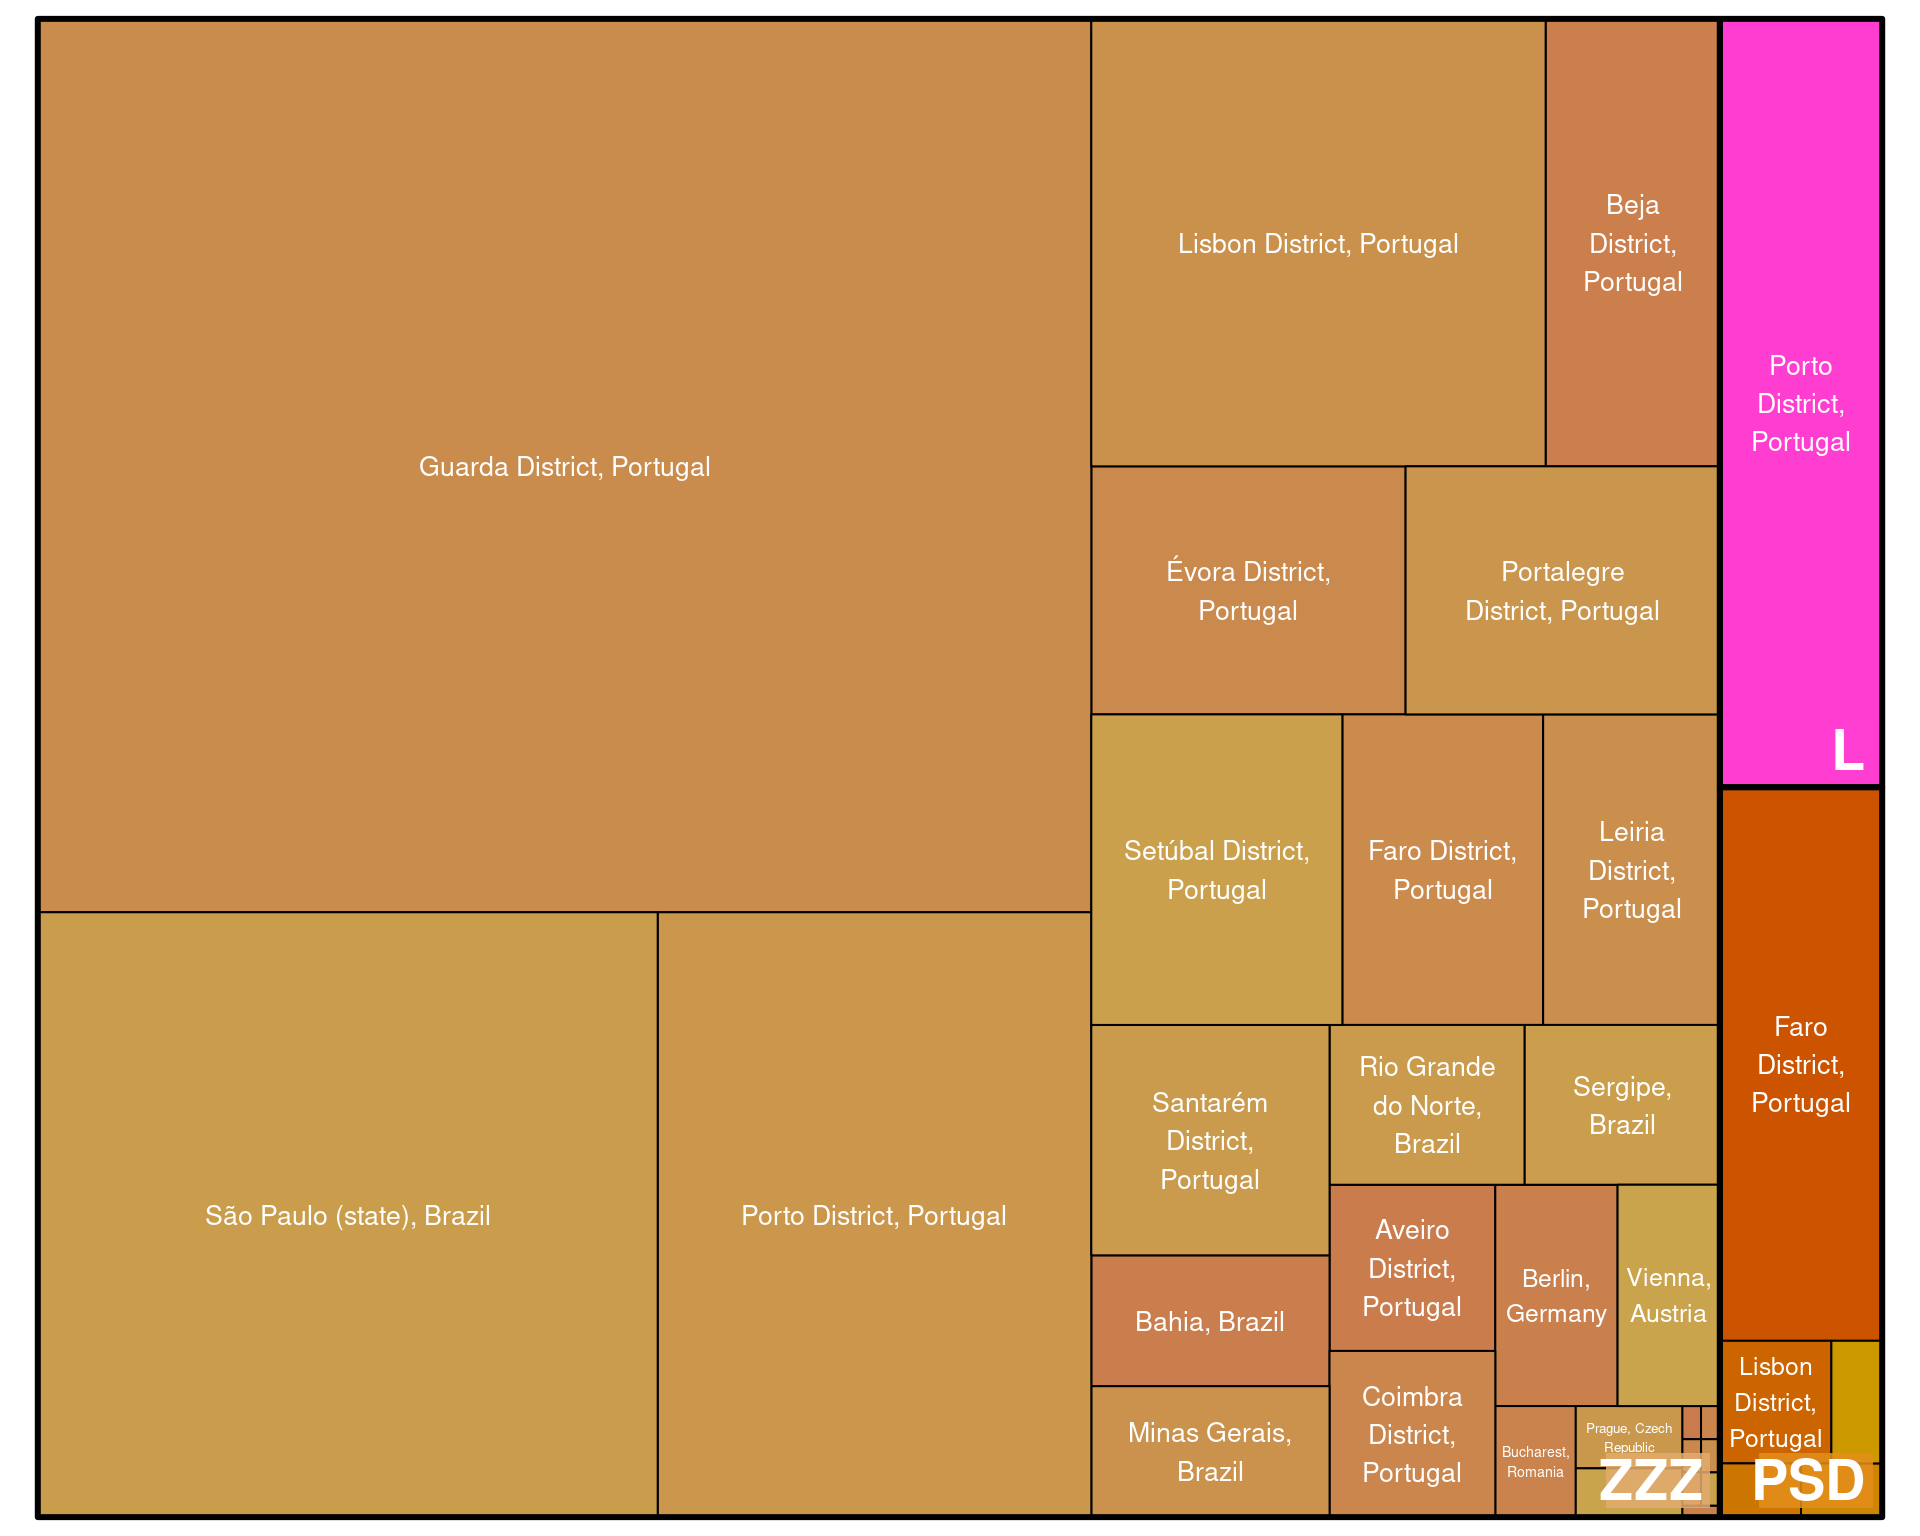 Guarda District, Portugal
São Paulo (state), Brazil
Porto District, Portugal
Lisbon District, Portugal
Beja
District,
Portugal
Évora District,
Portugal
Portalegre
District, Portugal
Setúbal District,
Portugal
Faro District,
Portugal
Leiria
District,
Portugal
Santarém
District,
Portugal
Rio Grande
do Norte,
Brazil
Sergipe,
Brazil
Bahia, Brazil
Minas Gerais,
Brazil
Aveiro
District,
Portugal
Coimbra
District,
Portugal
Berlin,
Germany
Vienna,
Austria
Bucharest,
Romania
Prague, Czech
Republic
ZZZ
Porto
District,
Portugal
L
Faro
District,
Portugal
Lisbon
District,
Portugal
PSD